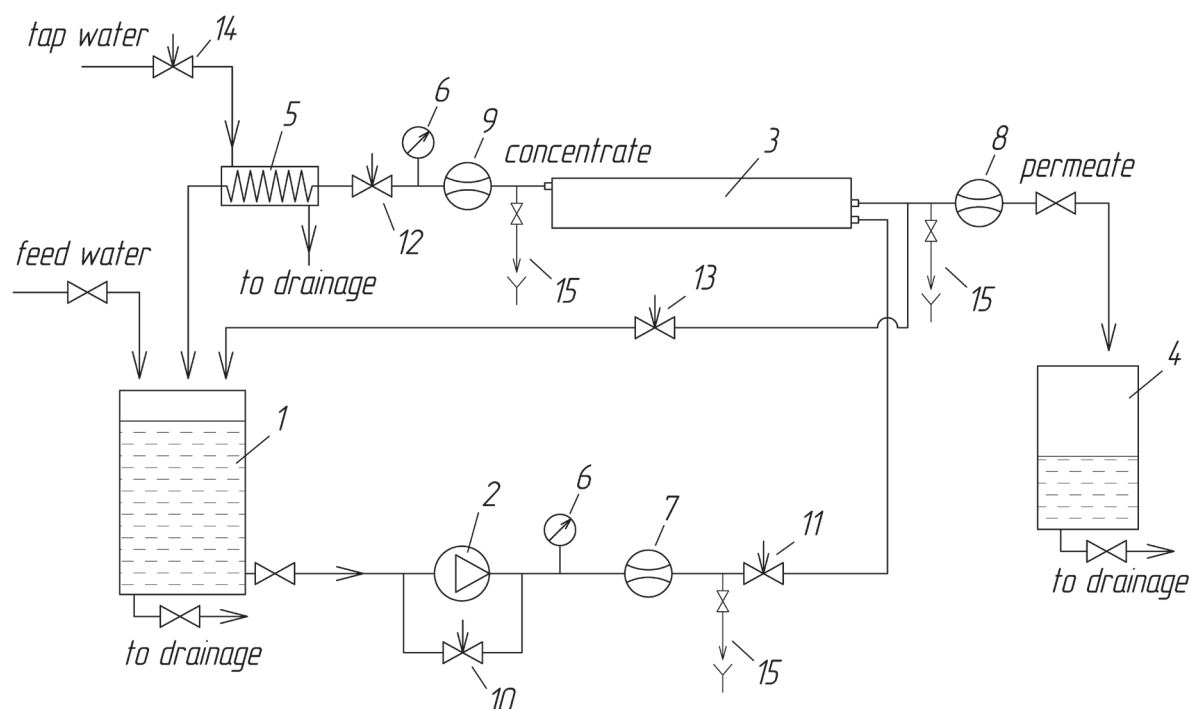 tap water
14
5
6
9
concentrate
3
8
permeate
12
feed water
to drainage
15
13
15
4
1
2
6
7
11
to drainage
to drainage
15
10